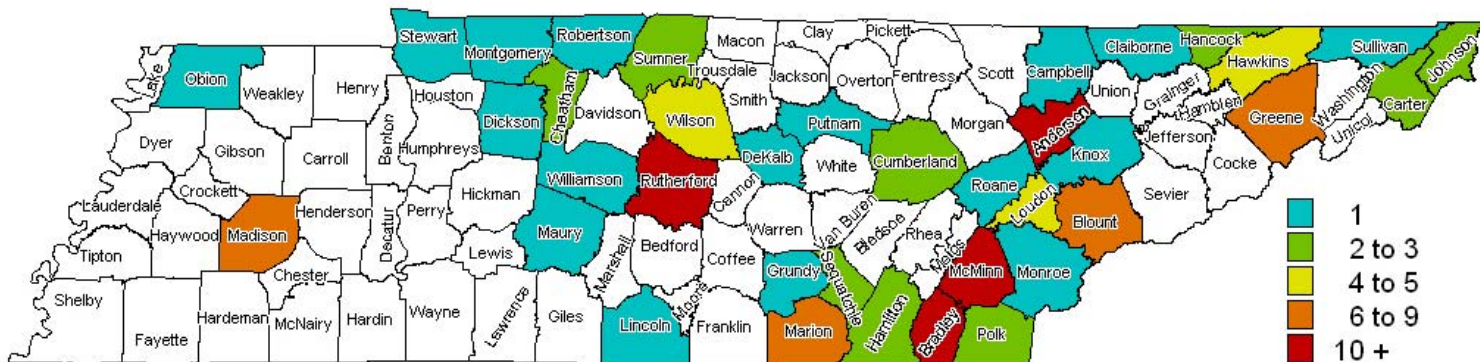 Stewart
Montgomery
Robertson
Sumner
Macon
Clay
Pickett
Claiborne
Hancock
Hawkins
Sullivan
Johnson
Lake
Obion
Weakley
Henry
Houston
Dickson
Cheatham
Davidson
Trousdale
Wilson
Smith
Jackson
Overton
Fentress
Scott
Campbell
Union
Grainger
Hamblen
Greene
Washington
Unicoi
Carter
Dyer
Gibson
Carroll
Benton
Humphreys
Williamson
Rutherford
Cannon
DeKalb
Putnam
White
Cumberland
Morgan
Anderson
Knox
Jefferson
Cocke
Sevier
Lauderdale
Crockett
Haywood
Madison
Henderson
Decatur
Perry
Hickman
Maury
Bedford
Warren
Van Buren
Bledsoe
Rhea
Meigs
Roane
Loudon
Blount
Tipton
Chester
Lewis
Marshall
Coffee
Grundy
Sequatchie
McMinn
Monroe
Shelby
Fayette
Hardeman
McNairy
Hardin
Wayne
Lawrence
Giles
Lincoln
Moore
Franklin
Marion
Hamilton
Bradley
Polk
1
2 to 3
4 to 5
6 to 9
10 +